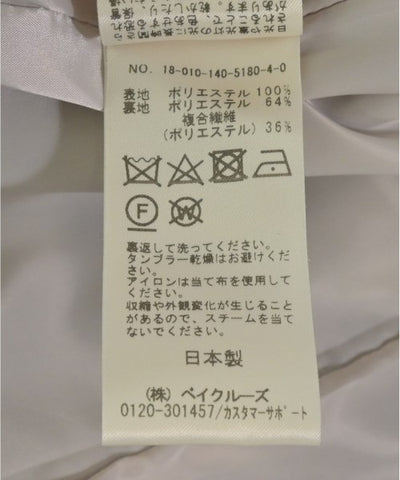 NO. 18-010-140-5180-4-0
表地 ポリエステル 100%
裏地 ポリエステル 64%
複合繊維
(ポリエステル) 36%
F
W
裏返して洗ってください。
タンブラー乾燥はお避けくだ
さい。
アイロンは当て布を使用して
ください。
収縮や外観変化が生じること
があるので、スチームを当て
ないでください。
日本製
(株) ベイクルーズ
0120-301457/カスタマーサポート